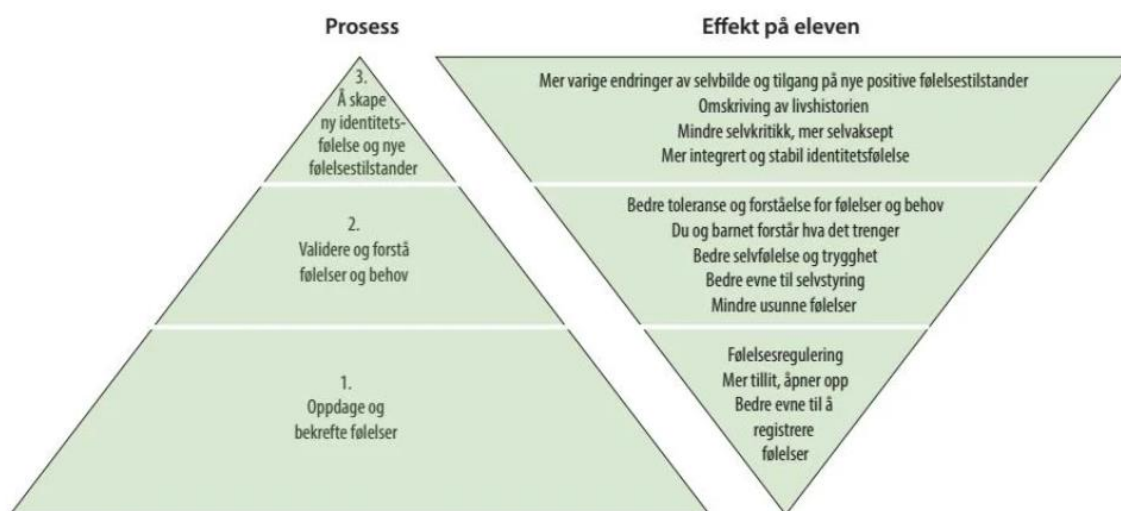 Prosess
3.
Å skape
ny identitets-
følelse og nye
følelsestilstander
2.
Validere og forstå
følelser og behov
1.
Oppdage og
bekrefte følelser
Effekt på eleven
Mer varige endringer av selvbilde og tilgang på nye positive følelsestilstander
Omskriving av livshistorien
Mindre selvkritikk, mer selvaksept
Mer integrert og stabil identitetsfølelse
Bedre toleranse og forståelse for følelser og behov
Du og barnet forstår hva det trenger
Bedre selvfølelse og trygghet
Bedre evne til selvstyring
Mindre usunne følelser
Følelsesregulering
Mer tillit, åpner opp
Bedre evne til å
registrere
følelser